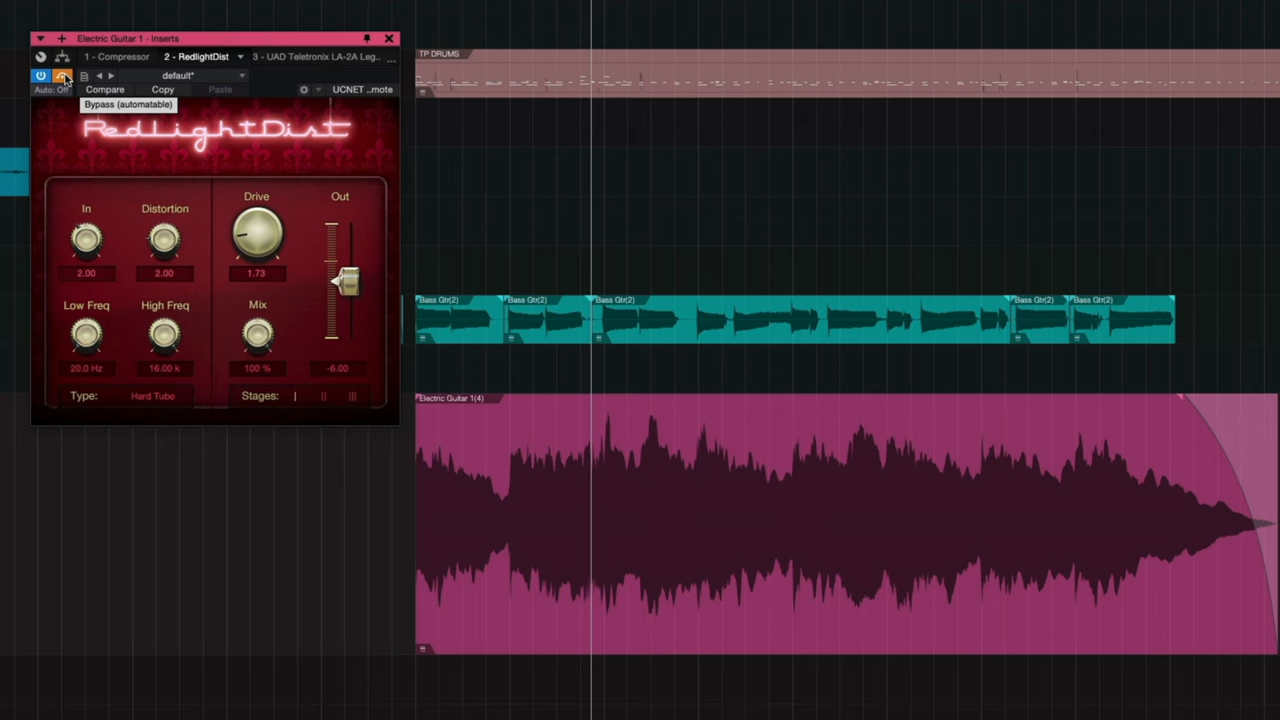 Electric Guitar 1 - Inserts
1 - Compressor 2 - RedlightDist 3 - UAD Teletronix LA-2A Leg.. ...
default*
Auto: Off Compare Copy Paste UCNET ..mote
Bypass (automatable)
RedLightDist
In Distortion Drive Out
2.00 2.00 1.73
Low Freq High Freq Mix
20.0 Hz 16.00 k 100 % -6.00
Type: Hard Tube Stages: I II III
TP DRUMS
Bass Gtr(2) Bass Gtr(2) Bass Gtr(2) Bass Gtr(2) Bass Gtr(2)
Electric Guitar 1(4)